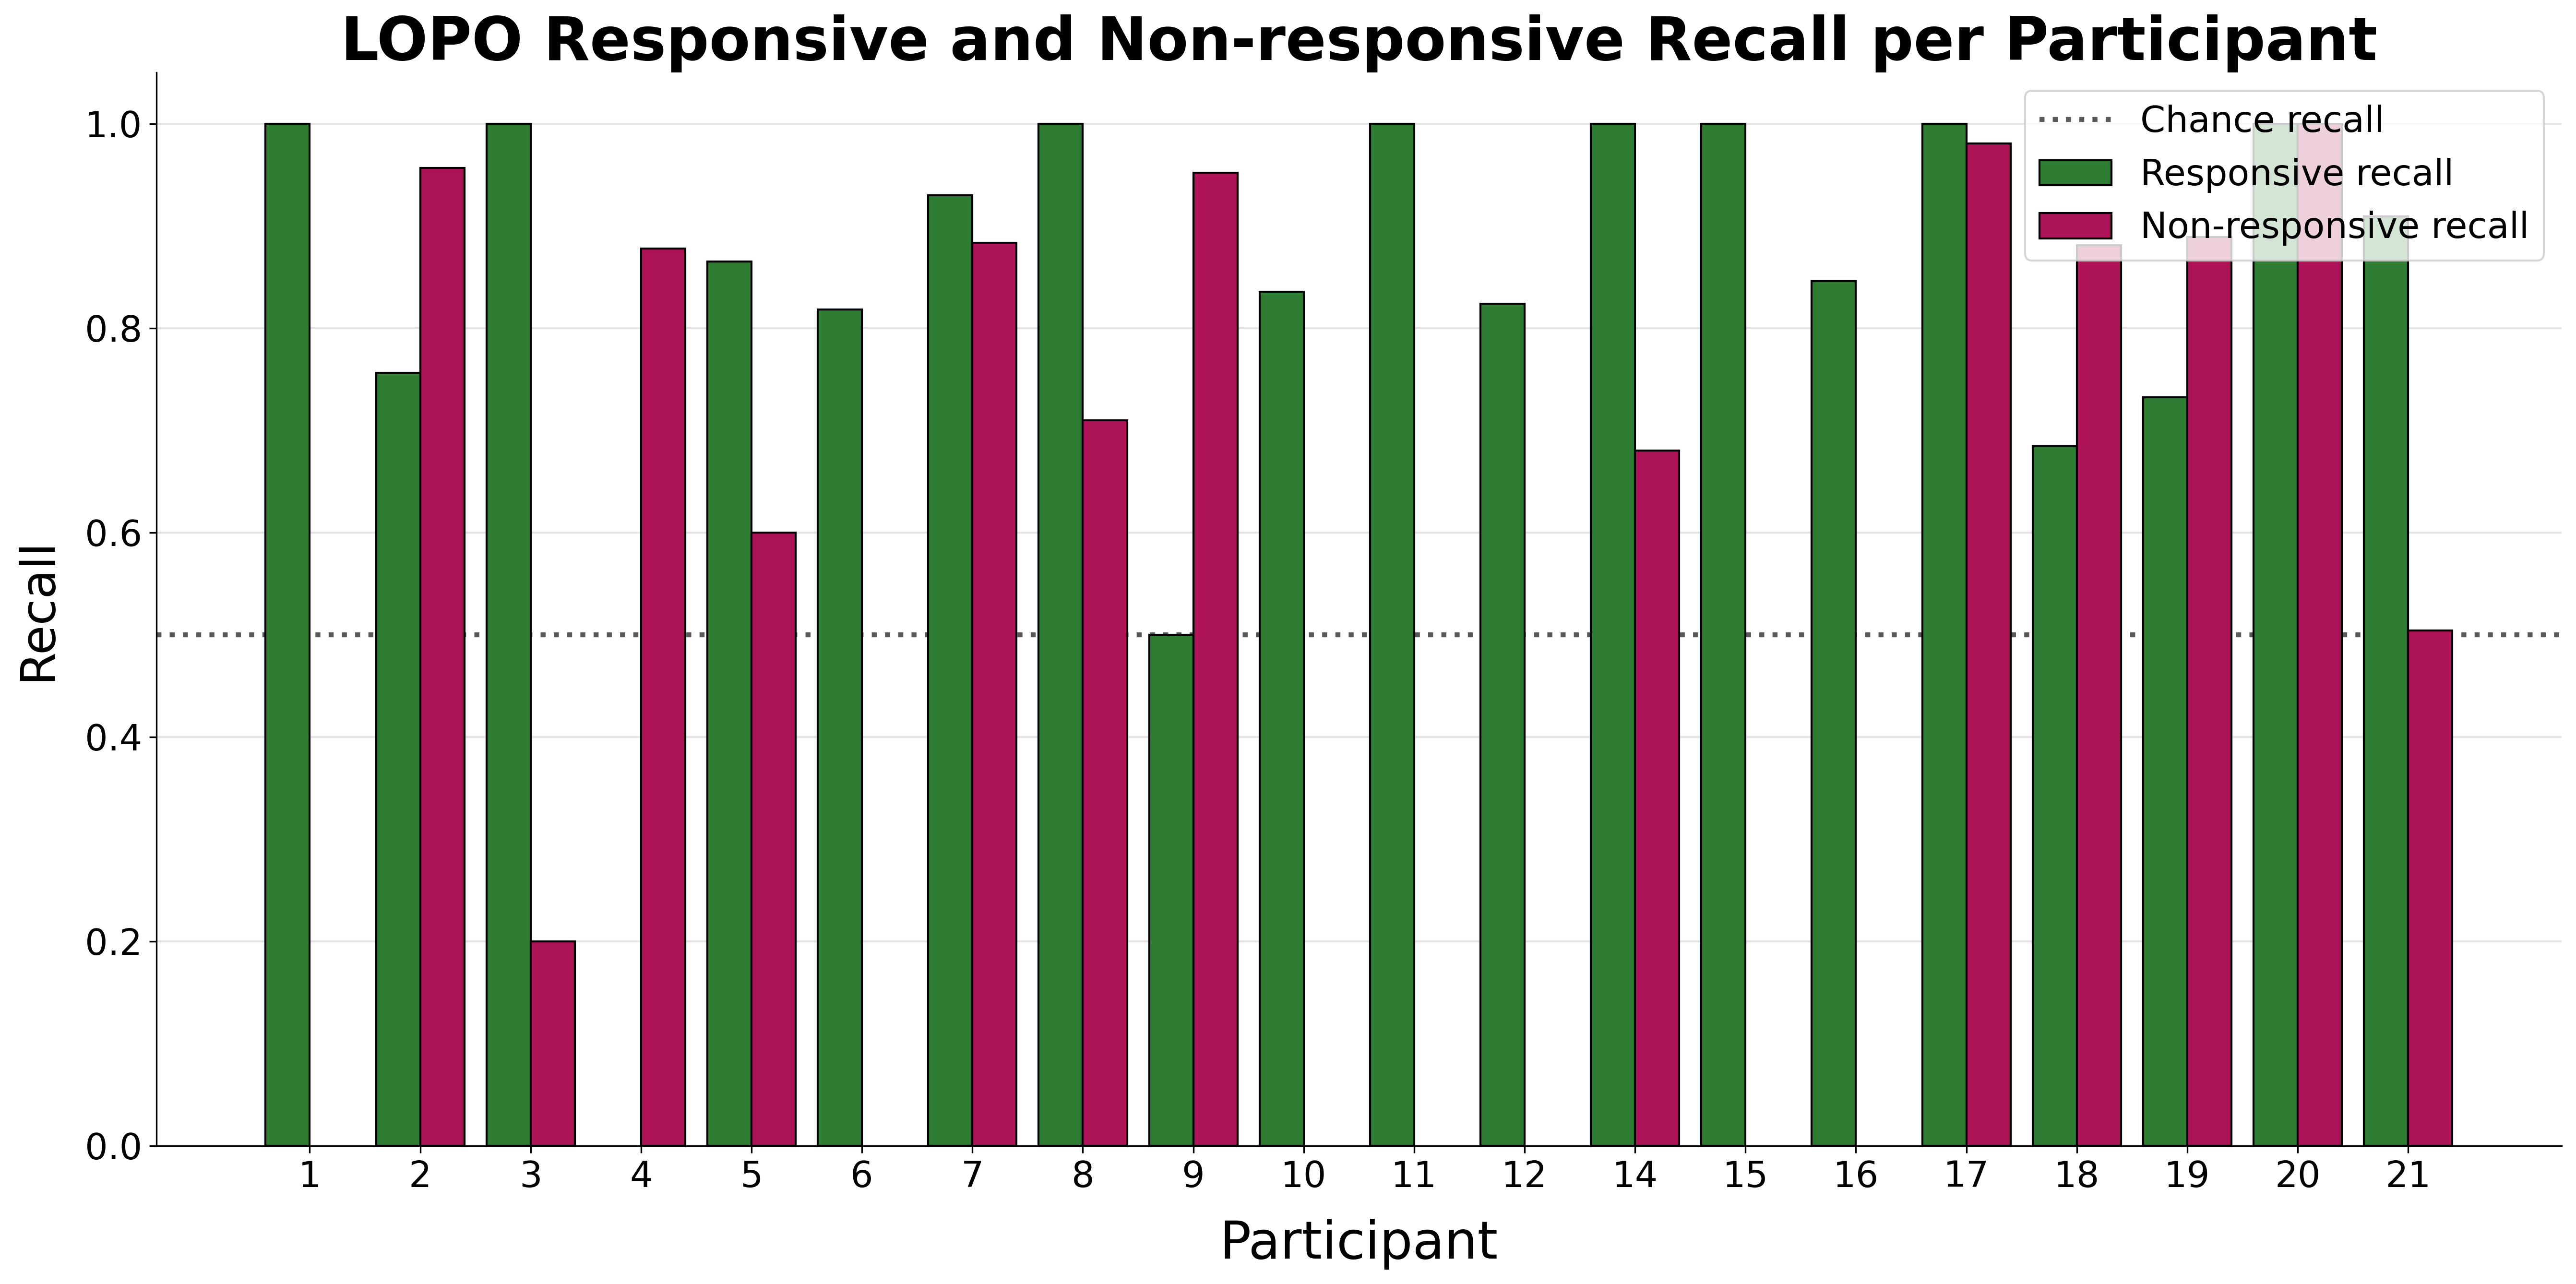 LOPO Responsive and Non-responsive Recall per Participant
Chance recall
Responsive recall
Non-responsive recall
1.0
0.8
0.6
0.4
0.2
0.0
Recall
1 2 3 4 5 6 7 8 9 10 11 12 14 15 16 17 18 19 20 21
Participant